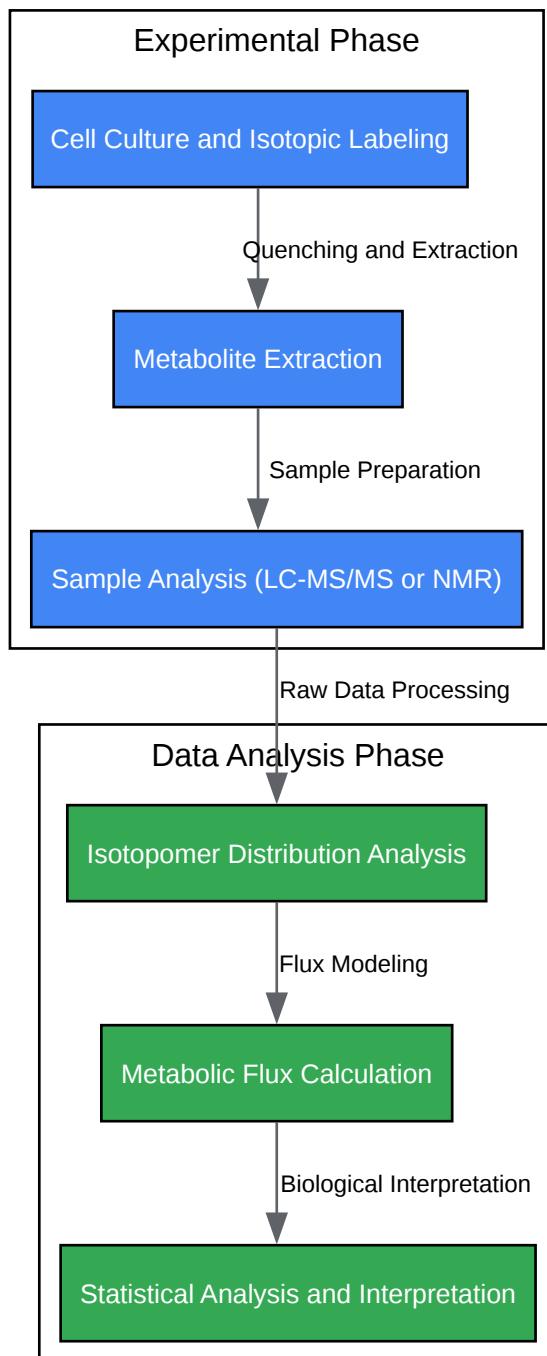 Experimental Phase
Cell Culture and Isotopic Labeling
Quenching and Extraction
Metabolite Extraction
Sample Preparation
Sample Analysis (LC-MS/MS or NMR)
Raw Data Processing
Data Analysis Phase
Isotopomer Distribution Analysis
Flux Modeling
Metabolic Flux Calculation
Biological Interpretation
Statistical Analysis and Interpretation